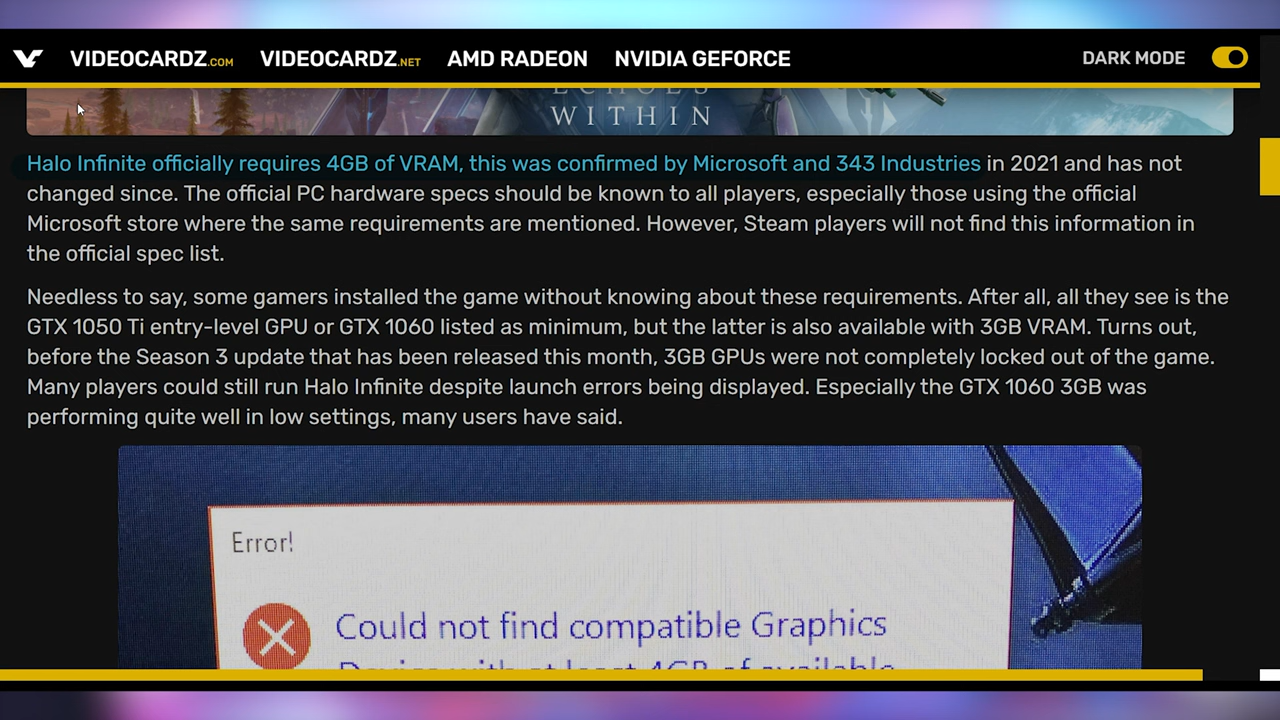 VIDEOCARDZ.COM VIDEOCARDZ.NET AMD RADEON NVIDIA GEFORCE DARK MODE
ECHOES
WITHIN
Halo Infinite officially requires 4GB of VRAM, this was confirmed by Microsoft and 343 Industries in 2021 and has not
changed since. The official PC hardware specs should be known to all players, especially those using the official
Microsoft store where the same requirements are mentioned. However, Steam players will not find this information in
the official spec list.
Needless to say, some gamers installed the game without knowing about these requirements. After all, all they see is the
GTX 1050 Ti entry-level GPU or GTX 1060 listed as minimum, but the latter is also available with 3GB VRAM. Turns out,
before the Season 3 update that has been released this month, 3GB GPUs were not completely locked out of the game.
Many players could still run Halo Infinite despite launch errors being displayed. Especially the GTX 1060 3GB was
performing quite well in low settings, many users have said.
Error!
Could not find compatible Graphics
Device with at least 4GB of available